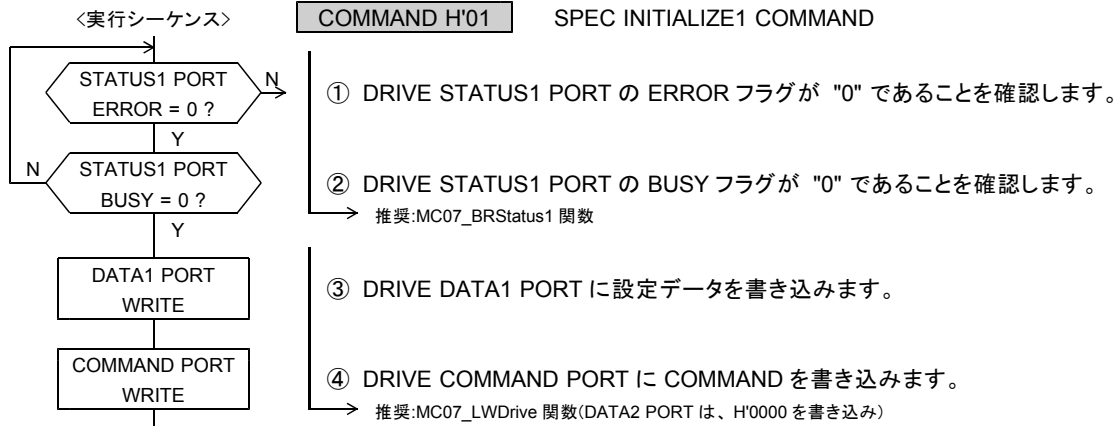 <実行シーケンス>
COMMAND H'01 SPEC INITIALIZE1 COMMAND
STATUS1 PORT
ERROR = 0 ?
N
Y
① DRIVE STATUS1 PORT の ERROR フラグが "0" であることを確認します。
STATUS1 PORT
BUSY = 0 ?
N
Y
② DRIVE STATUS1 PORT の BUSY フラグが "0" であることを確認します。
推奨:MC07_BRStatus1 関数
DATA1 PORT
WRITE
③ DRIVE DATA1 PORT に設定データを書き込みます。
COMMAND PORT
WRITE
④ DRIVE COMMAND PORT に COMMAND を書き込みます。
推奨:MC07_LWDrive 関数(DATA2 PORT は、H'0000 を書き込み)